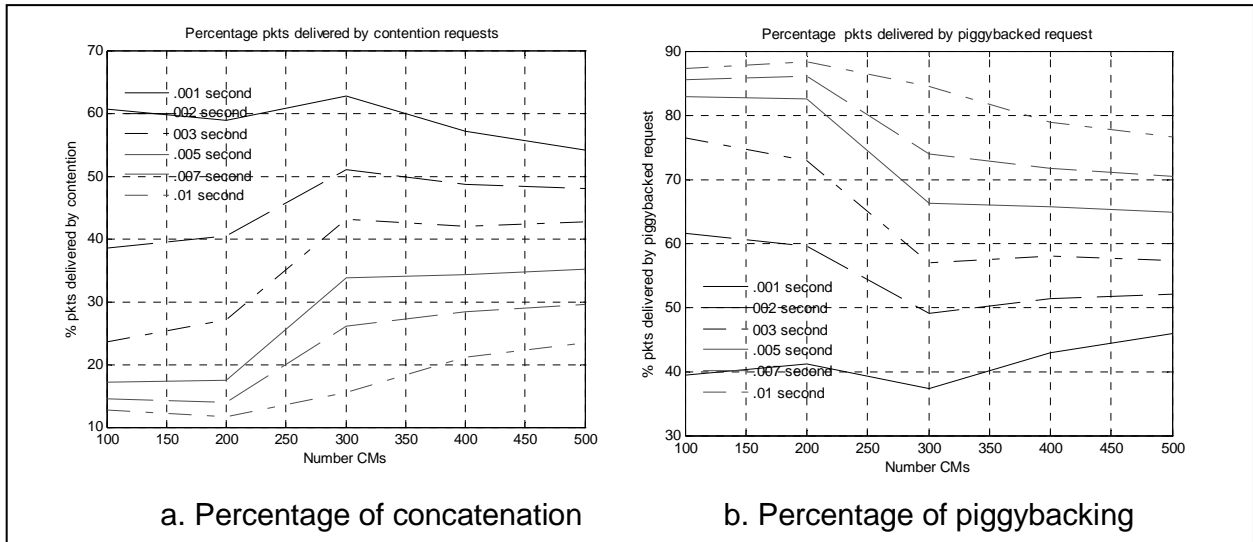 Percentage pkts delivered by contention requests
70
60
50
40
30
20
10
% pkts delivered by contention
.001 second
002 second
003 second
.005 second
.007 second
.01 second
100 150 200 250 300 350 400 450 500
Number CMs
a. Percentage of concatenation
Percentage pkts delivered by piggybacked request
90
80
70
60
50
40
30
% pkts delivered by piggybacked request
.001 second
002 second
003 second
.005 second
.007 second
.01 second
100 150 200 250 300 350 400 450 500
Number CMs
b. Percentage of piggybacking